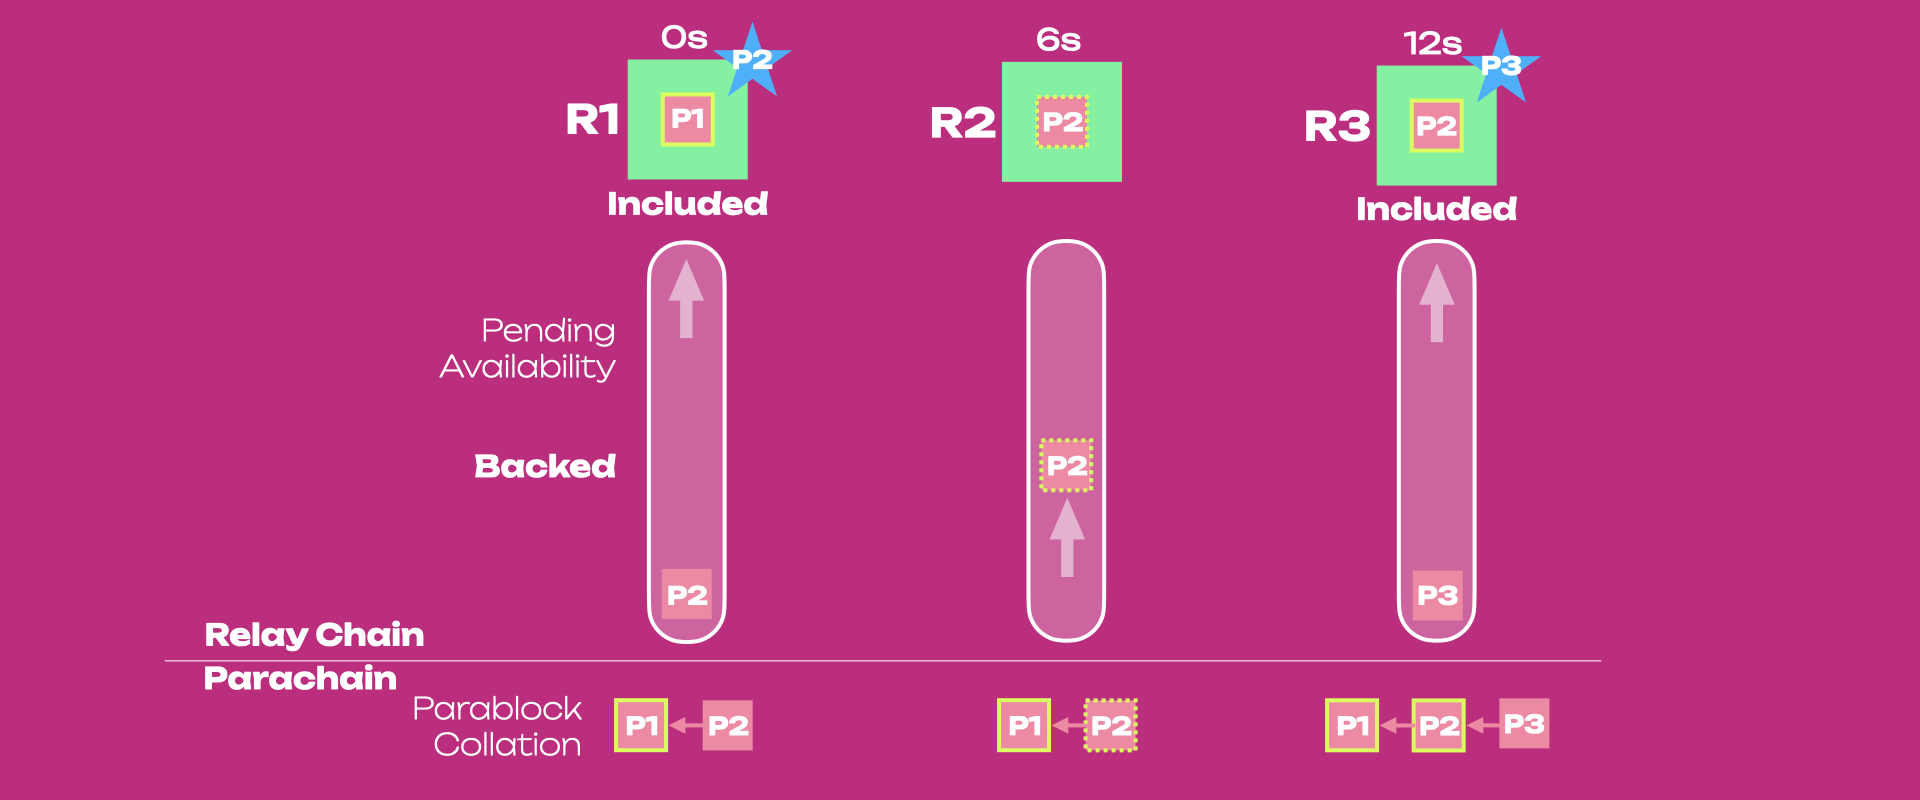 0s
P2
R1
P1
Included
6s
R2
P2
12s
P3
R3
P2
Included
Pending
Availability
Backed
P2
P2
P3
Relay Chain
Parachain
Parablock
Collation
P1
P2
P1
P2
P1
P2
P3